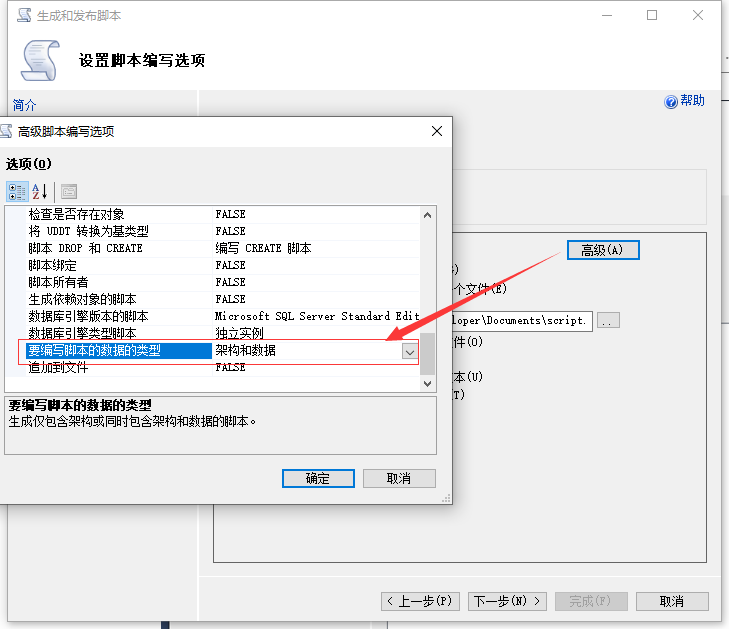 生成和发布脚本
设置脚本编写选项
简介
帮助
高级脚本编写选项
选项(O)
检查是否存在对象 FALSE
将 UDDT 转换为基类型 FALSE
脚本 DROP 和 CREATE 编写 CREATE 脚本
脚本绑定 FALSE
脚本所有者 FALSE
生成依赖对象的脚本 FALSE
数据库引擎版本的脚本 Microsoft SQL Server Standard Edit
数据库引擎类型脚本 独立实例
要编写脚本的数据的类型 架构和数据
追加到文件 FALSE
要编写脚本的数据的类型
生成仅包含架构或同时包含架构和数据的脚本。
确定 取消
高级(A)
个文件(E)
loper\Documents\script.
..
件(O)
本(U)
T)
< 上一步(P) 下一步(N) > 完成(F) 取消